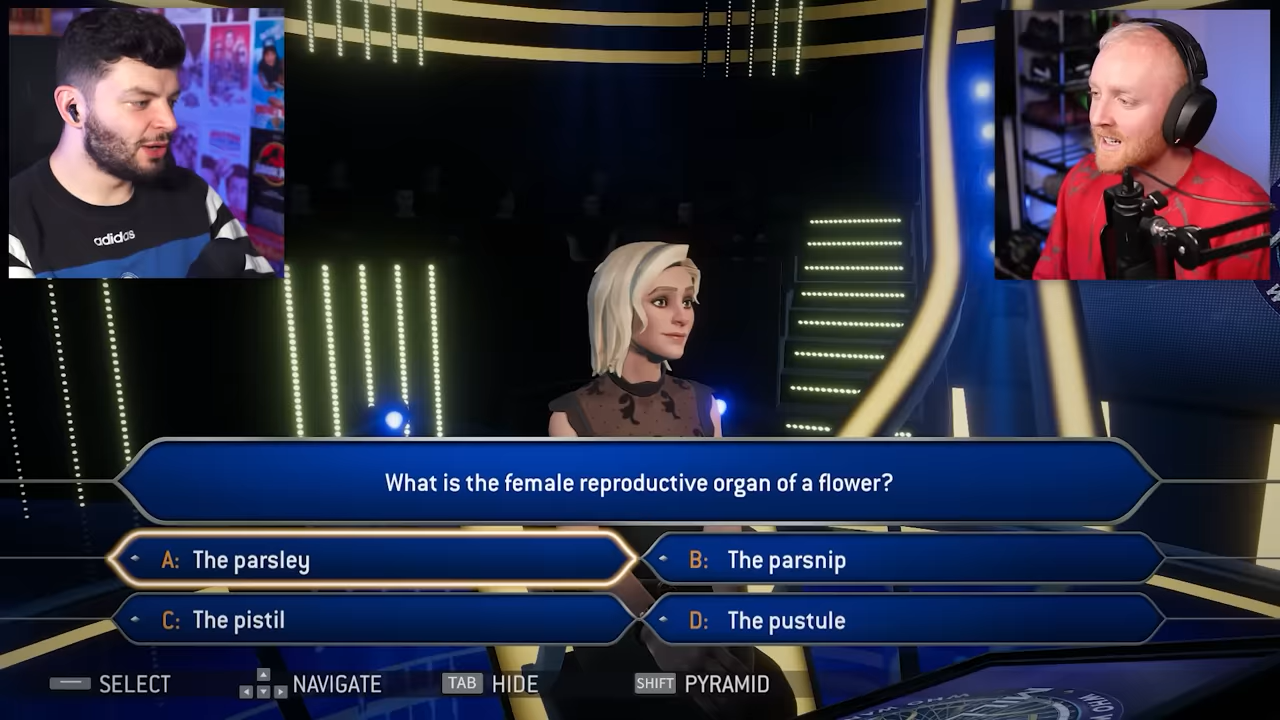 adidas
What is the female reproductive organ of a flower?
A: The parsley
B: The parsnip
C: The pistil
D: The pustule
SELECT
NAVIGATE
TAB HIDE
SHIFT PYRAMID
WHO